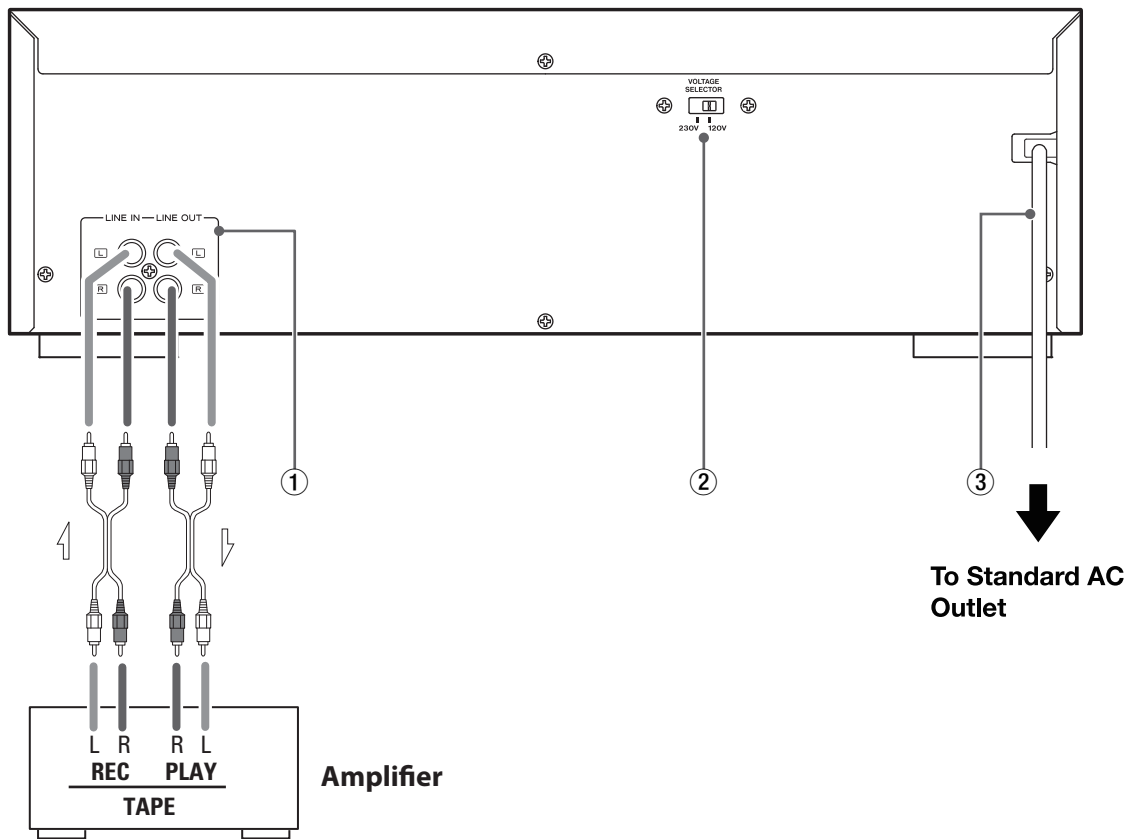 VOLTAGE
SELECTOR
230V 120V
LINE IN LINE OUT
L L
R R
①
②
③
To Standard AC
Outlet
L R R L
REC PLAY
TAPE
Amplifier